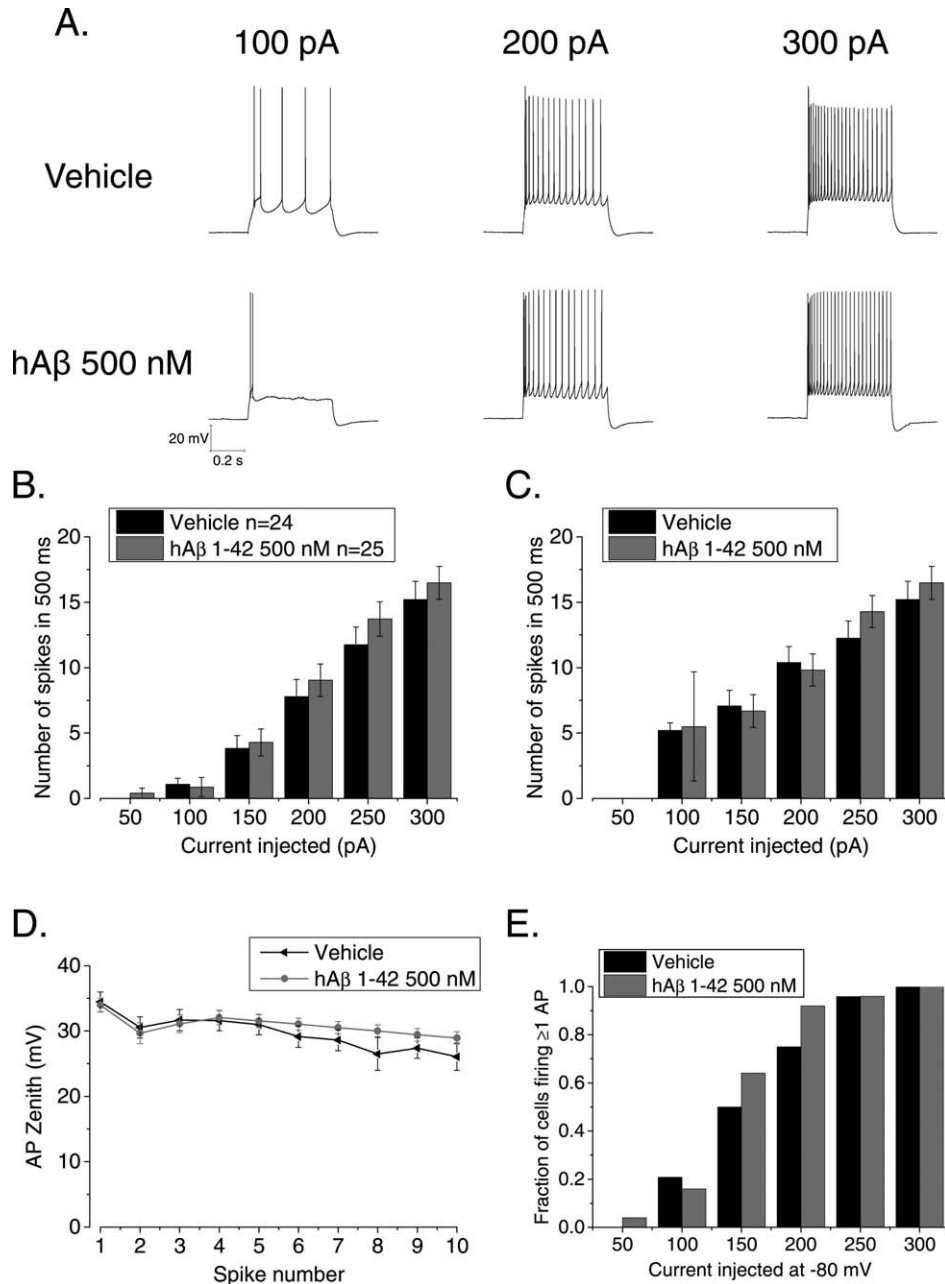 A.
100 pA
200 pA
300 pA
Vehicle
hAβ 500 nM
20 mV
0.2 s
B.
Vehicle n=24
hAβ 1-42 500 nM n=25
20
15
10
5
0
Number of spikes in 500 ms
50 100 150 200 250 300
Current injected (pA)
C.
Vehicle
hAβ 1-42 500 nM
20
15
10
5
0
Number of spikes in 500 ms
50 100 150 200 250 300
Current injected (pA)
D.
Vehicle
hAβ 1-42 500 nM
40
30
20
10
0
AP Zenith (mV)
1 2 3 4 5 6 7 8 9 10
Spike number
E.
Vehicle
hAβ 1-42 500 nM
1.0
0.8
0.6
0.4
0.2
0.0
Fraction of cells firing ≥1 AP
50 100 150 200 250 300
Current injected at -80 mV